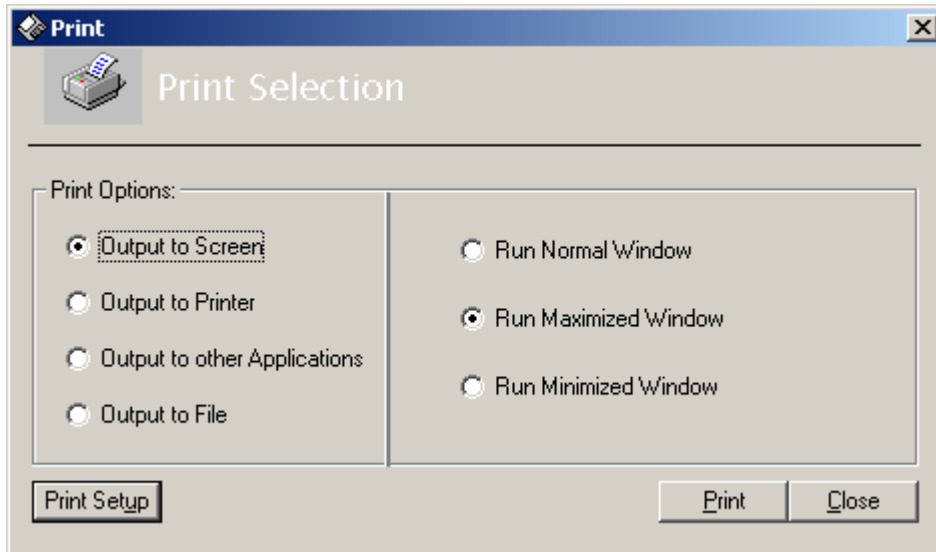 Print
Print Selection
Print Options:
Output to Screen
Output to Printer
Output to other Applications
Output to File
Run Normal Window
Run Maximized Window
Run Minimized Window
Print Setup
Print
Close